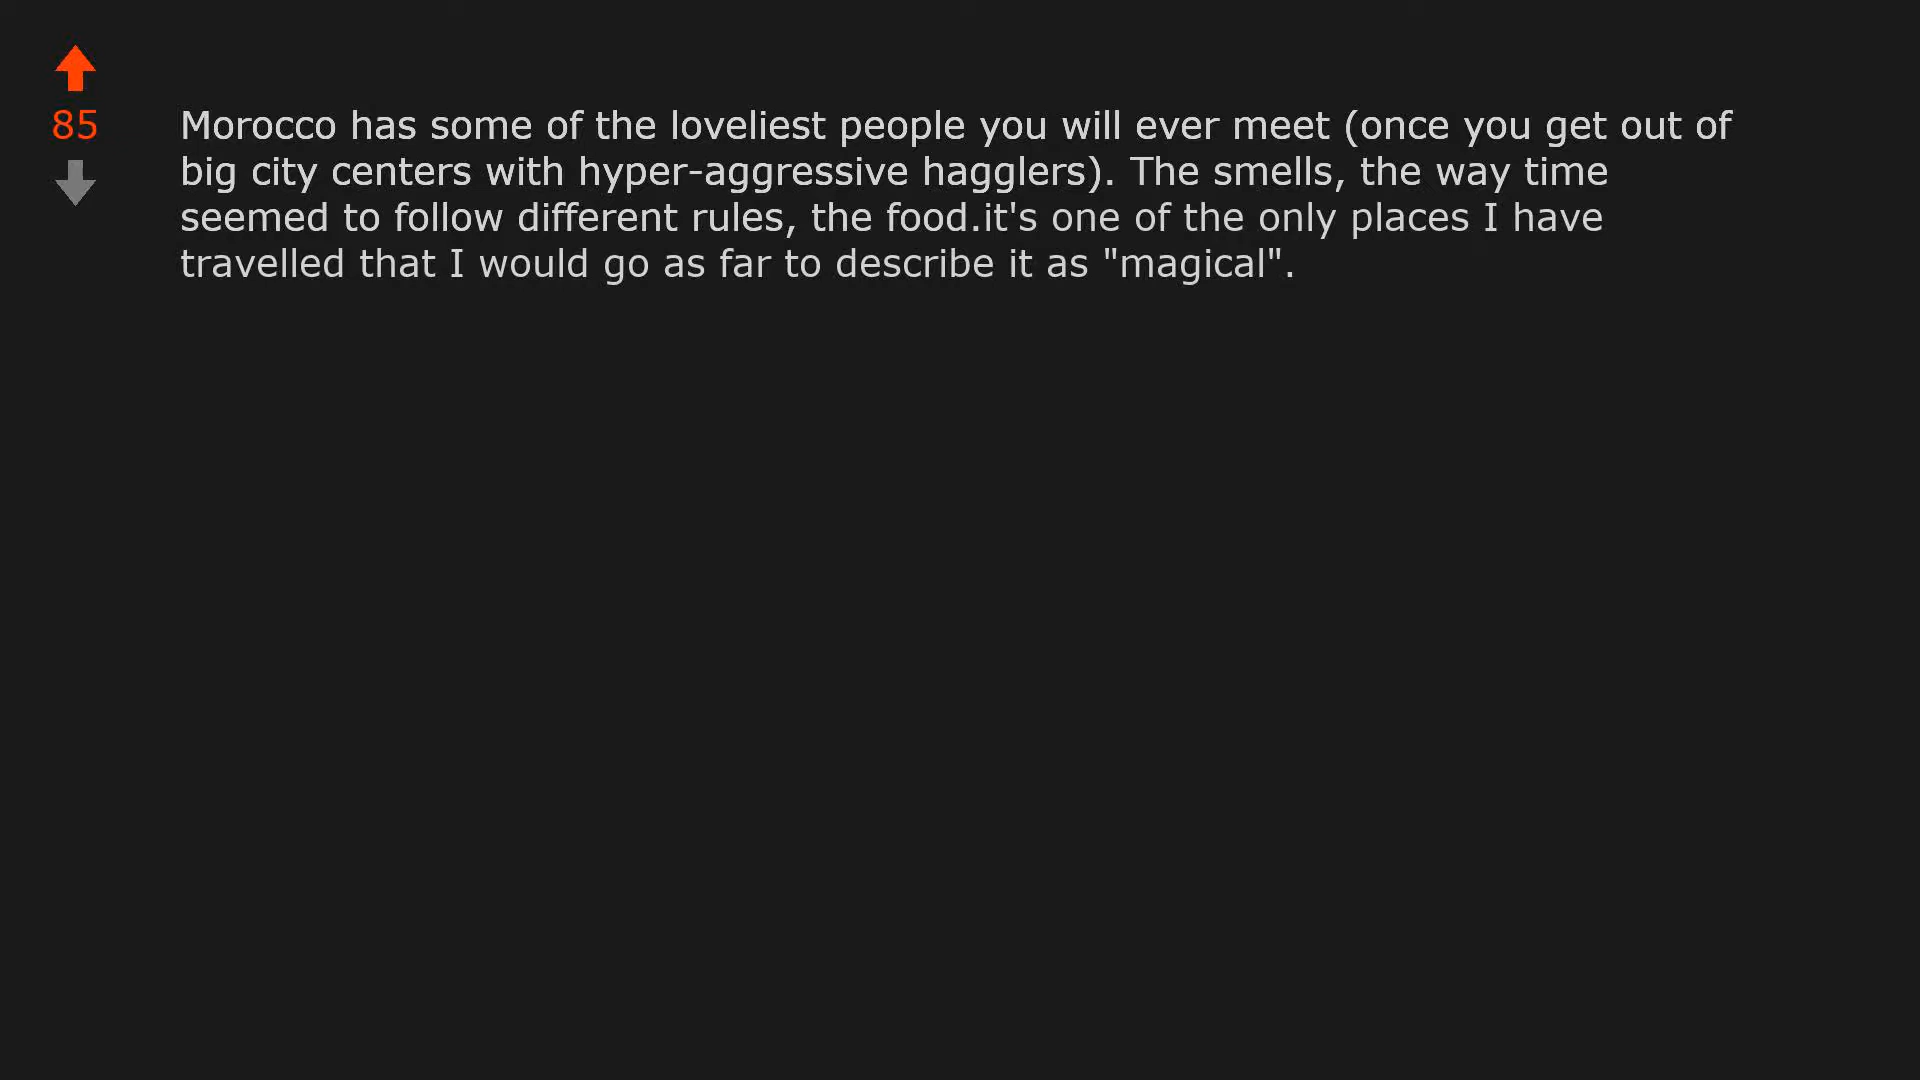 85
Morocco has some of the loveliest people you will ever meet (once you get out of
big city centers with hyper-aggressive hagglers). The smells, the way time
seemed to follow different rules, the food.it's one of the only places I have
travelled that I would go as far to describe it as "magical".